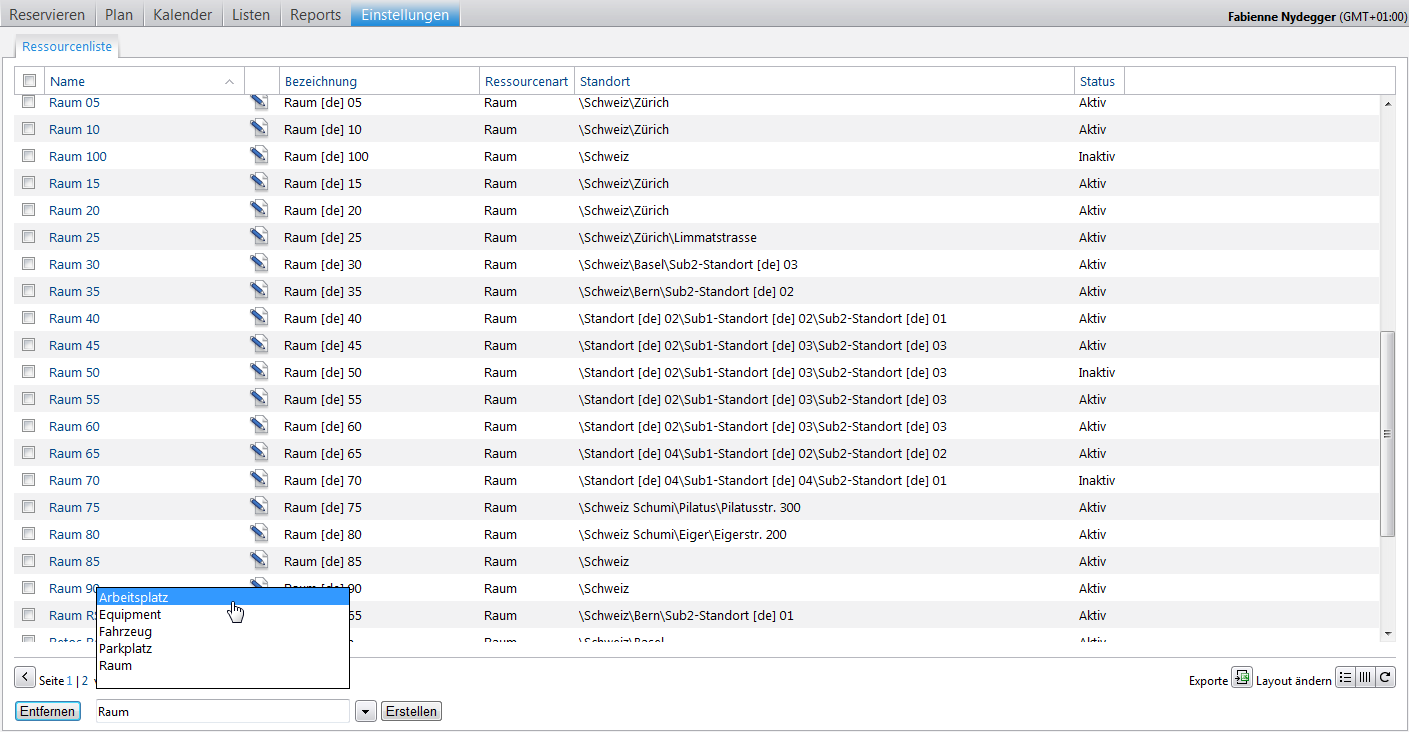 Reservieren Plan Kalender Listen Reports Einstellungen Fabienne Nydegger (GMT+01:00)
Ressourcenliste
Name Bezeichnung Ressourcenart Standort Status
Raum 05 Raum [de] 05 Raum \Schweiz\Zürich Aktiv
Raum 10 Raum [de] 10 Raum \Schweiz\Zürich Aktiv
Raum 100 Raum [de] 100 Raum \Schweiz Inaktiv
Raum 15 Raum [de] 15 Raum \Schweiz\Zürich Aktiv
Raum 20 Raum [de] 20 Raum \Schweiz\Zürich Aktiv
Raum 25 Raum [de] 25 Raum \Schweiz\Zürich\Limmatstrasse Aktiv
Raum 30 Raum [de] 30 Raum \Schweiz\Basel\Sub2-Standort [de] 03 Aktiv
Raum 35 Raum [de] 35 Raum \Schweiz\Bern\Sub2-Standort [de] 02 Aktiv
Raum 40 Raum [de] 40 Raum \Standort [de] 02\Sub1-Standort [de] 02\Sub2-Standort [de] 01 Aktiv
Raum 45 Raum [de] 45 Raum \Standort [de] 02\Sub1-Standort [de] 03\Sub2-Standort [de] 03 Aktiv
Raum 50 Raum [de] 50 Raum \Standort [de] 02\Sub1-Standort [de] 03\Sub2-Standort [de] 03 Inaktiv
Raum 55 Raum [de] 55 Raum \Standort [de] 02\Sub1-Standort [de] 03\Sub2-Standort [de] 03 Aktiv
Raum 60 Raum [de] 60 Raum \Standort [de] 02\Sub1-Standort [de] 03\Sub2-Standort [de] 03 Aktiv
Raum 65 Raum [de] 65 Raum \Standort [de] 04\Sub1-Standort [de] 02\Sub2-Standort [de] 02 Aktiv
Raum 70 Raum [de] 70 Raum \Standort [de] 04\Sub1-Standort [de] 04\Sub2-Standort [de] 01 Inaktiv
Raum 75 Raum [de] 75 Raum \Schweiz Schumi\Pilatus\Pilatusstr. 300 Aktiv
Raum 80 Raum [de] 80 Raum \Schweiz Schumi\Eiger\Eigerstr. 200 Aktiv
Raum 85 Raum [de] 85 Raum \Schweiz Aktiv
Raum 90 Raum [de] 90 Raum \Schweiz Aktiv
Raum 65 Raum \Schweiz\Bern\Sub2-Standort [de] 01 Aktiv
Raum \Schweiz\Basel Aktiv
Arbeitsplatz
Equipment
Fahrzeug
Parkplatz
Raum
Seite 1 | 2 Exporte Layout ändern
Entfernen Raum Erstellen